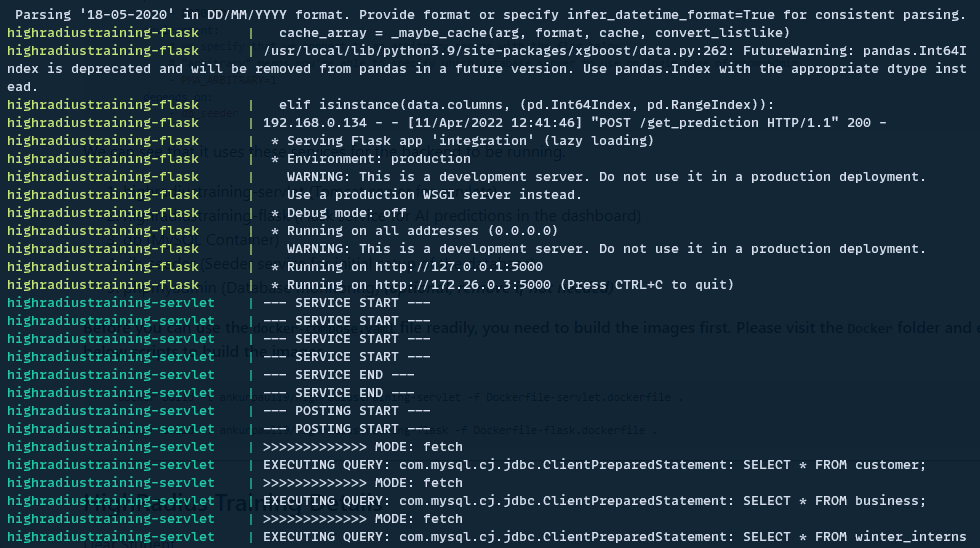 Parsing '18-05-2020' in DD/MM/YYYY format. Provide format or specify infer_datetime_format=True for consistent parsing.
highradiustraining-flask | cache_array = _maybe_cache(arg, format, cache, convert_listlike)
highradiustraining-flask | /usr/local/lib/python3.9/site-packages/xgboost/data.py:262: FutureWarning: pandas.Int64I
ndex is deprecated and will be removed from pandas in a future version. Use pandas.Index with the appropriate dtype inst
ead.
highradiustraining-flask | elif isinstance(data.columns, (pd.Int64Index, pd.RangeIndex)):
highradiustraining-flask | 192.168.0.134 - - [11/Apr/2022 12:41:46] "POST /get_prediction HTTP/1.1" 200 -
highradiustraining-flask | * Serving Flask app 'integration' (lazy loading)
highradiustraining-flask | * Environment: production
highradiustraining-flask | WARNING: This is a development server. Do not use it in a production deployment.
highradiustraining-flask | Use a production WSGI server instead.
highradiustraining-flask | * Debug mode: off
highradiustraining-flask | * Running on all addresses (0.0.0.0)
highradiustraining-flask | WARNING: This is a development server. Do not use it in a production deployment.
highradiustraining-flask | * Running on http://127.0.0.1:5000
highradiustraining-flask | * Running on http://172.26.0.3:5000 (Press CTRL+C to quit)
highradiustraining-servlet | --- SERVICE START ---
highradiustraining-servlet | --- SERVICE START ---
highradiustraining-servlet | --- SERVICE START ---
highradiustraining-servlet | --- SERVICE START ---
highradiustraining-servlet | --- SERVICE END ---
highradiustraining-servlet | --- SERVICE END ---
highradiustraining-servlet | --- POSTING START ---
highradiustraining-servlet | --- POSTING START ---
highradiustraining-servlet | >>>>>>>>>>>>> MODE: fetch
highradiustraining-servlet | EXECUTING QUERY: com.mysql.cj.jdbc.ClientPreparedStatement: SELECT * FROM customer;
highradiustraining-servlet | >>>>>>>>>>>>> MODE: fetch
highradiustraining-servlet | EXECUTING QUERY: com.mysql.cj.jdbc.ClientPreparedStatement: SELECT * FROM business;
highradiustraining-servlet | >>>>>>>>>>>>> MODE: fetch
highradiustraining-servlet | EXECUTING QUERY: com.mysql.cj.jdbc.ClientPreparedStatement: SELECT * FROM winter_interns